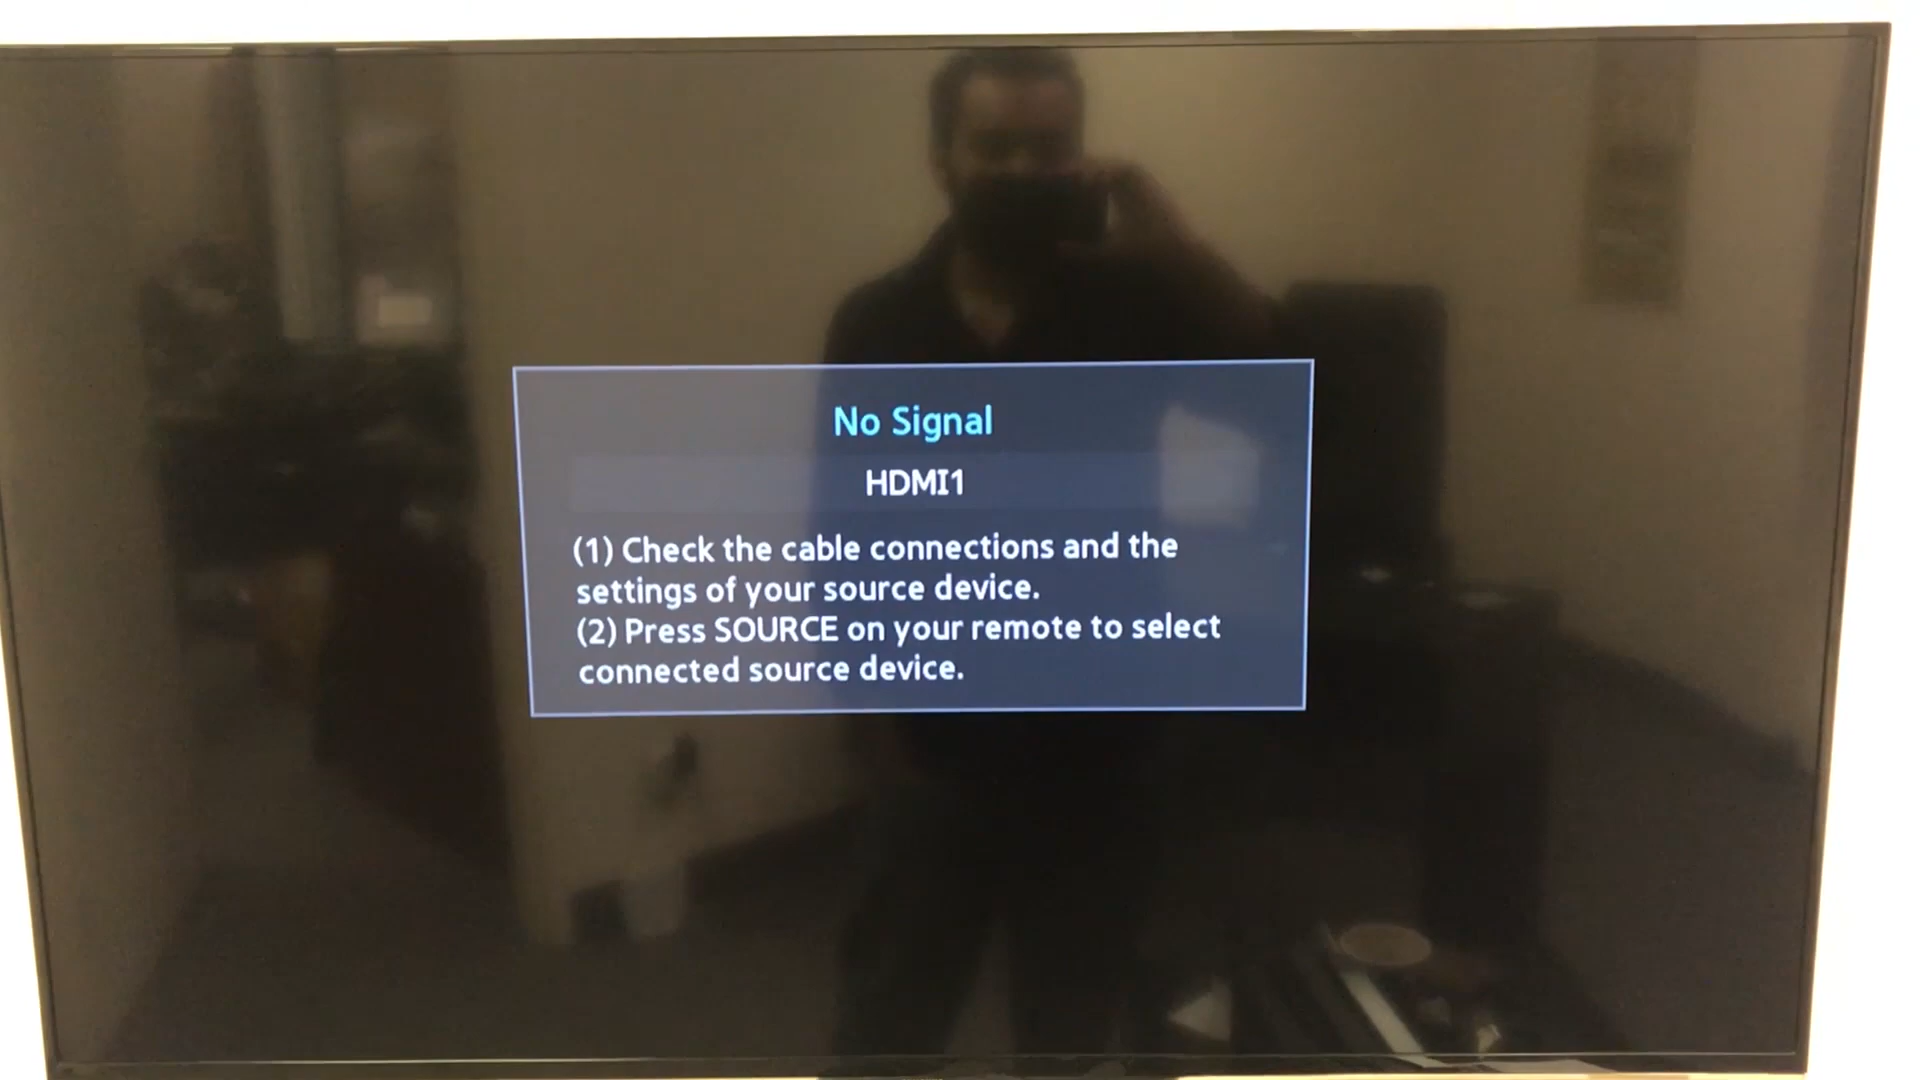 No Signal
HDMI1
(1) Check the cable connections and the
settings of your source device.
(2) Press SOURCE on your remote to select
connected source device.